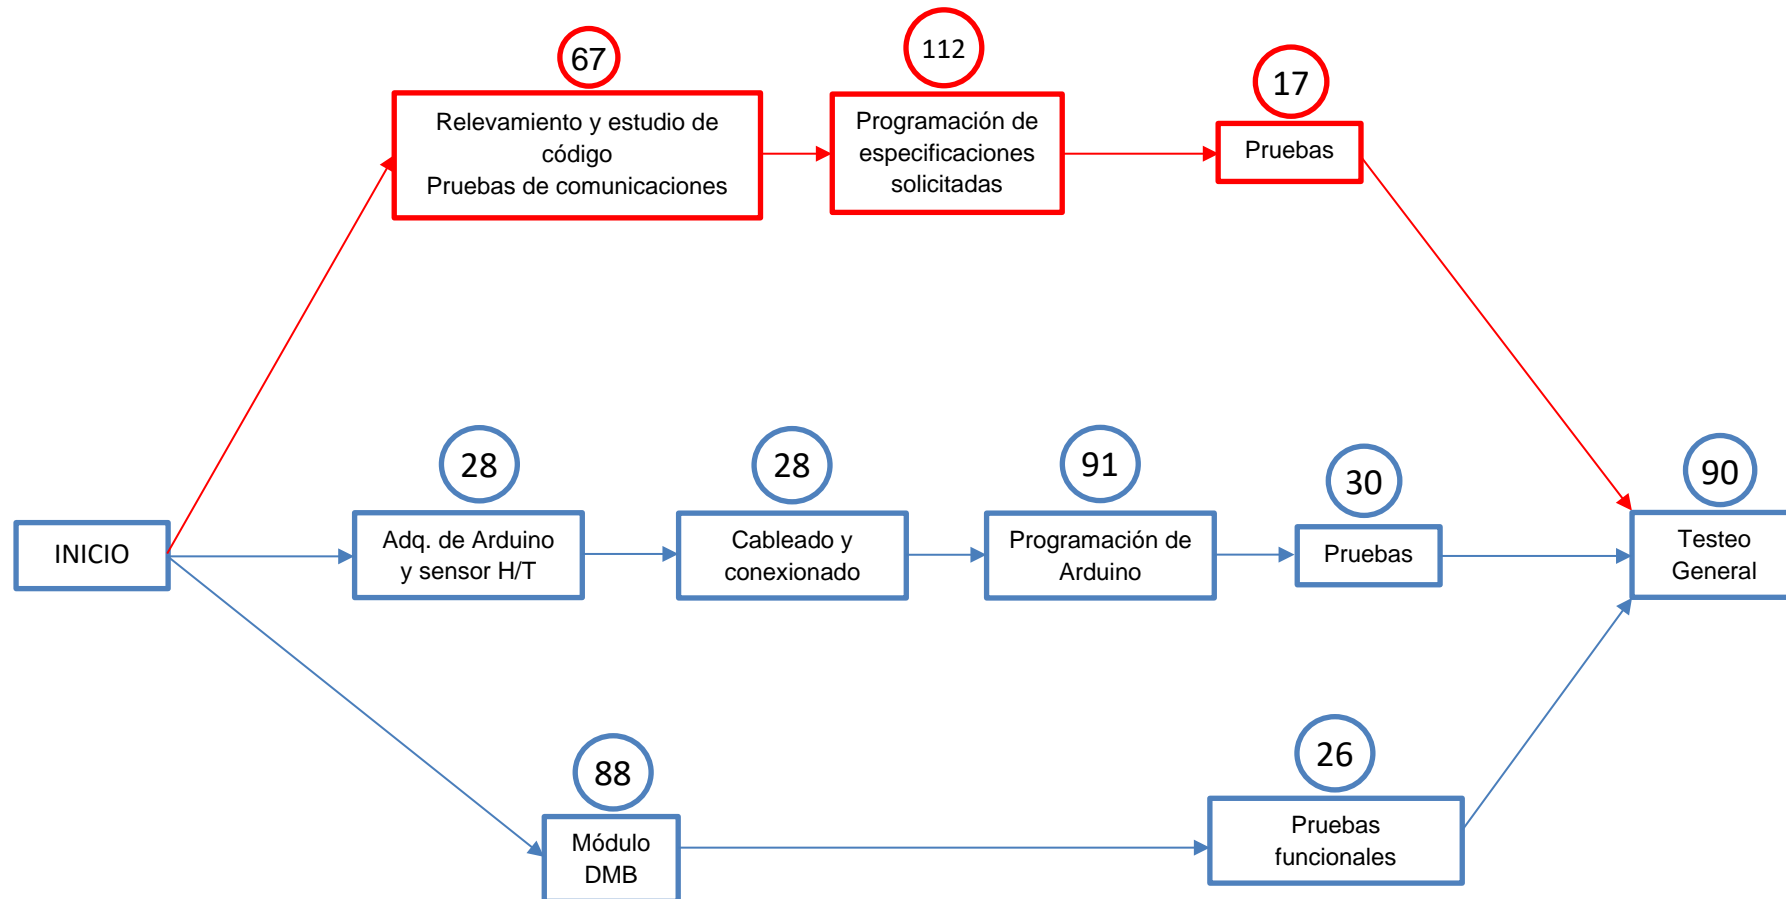 67
112
17
Relevamiento y estudio de
código
Pruebas de comunicaciones
Programación de
especificaciones
solicitadas
Pruebas
28
28
91
30
90
INICIO
Adq. de Arduino
y sensor H/T
Cableado y
conexionado
Programación de
Arduino
Pruebas
Testeo
General
88
26
Módulo
DMB
Pruebas
funcionales